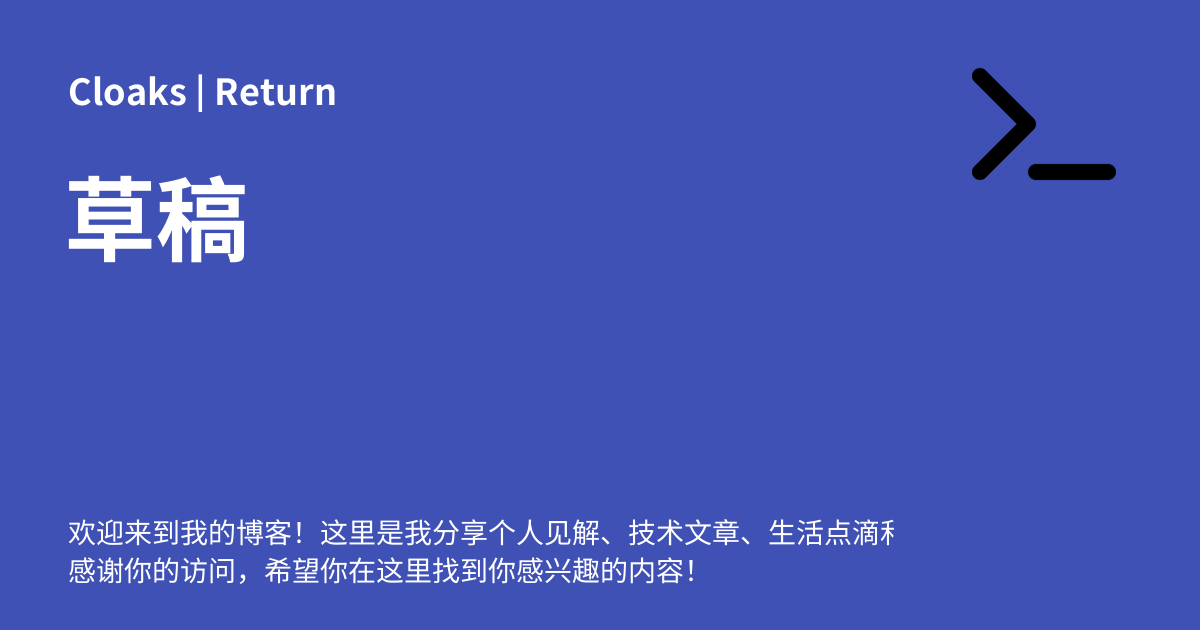 Cloaks | Return
草稿
欢迎来到我的博客！这里是我分享个人见解、技术文章、生活点滴
感谢你的访问，希望你在这里找到你感兴趣的内容！